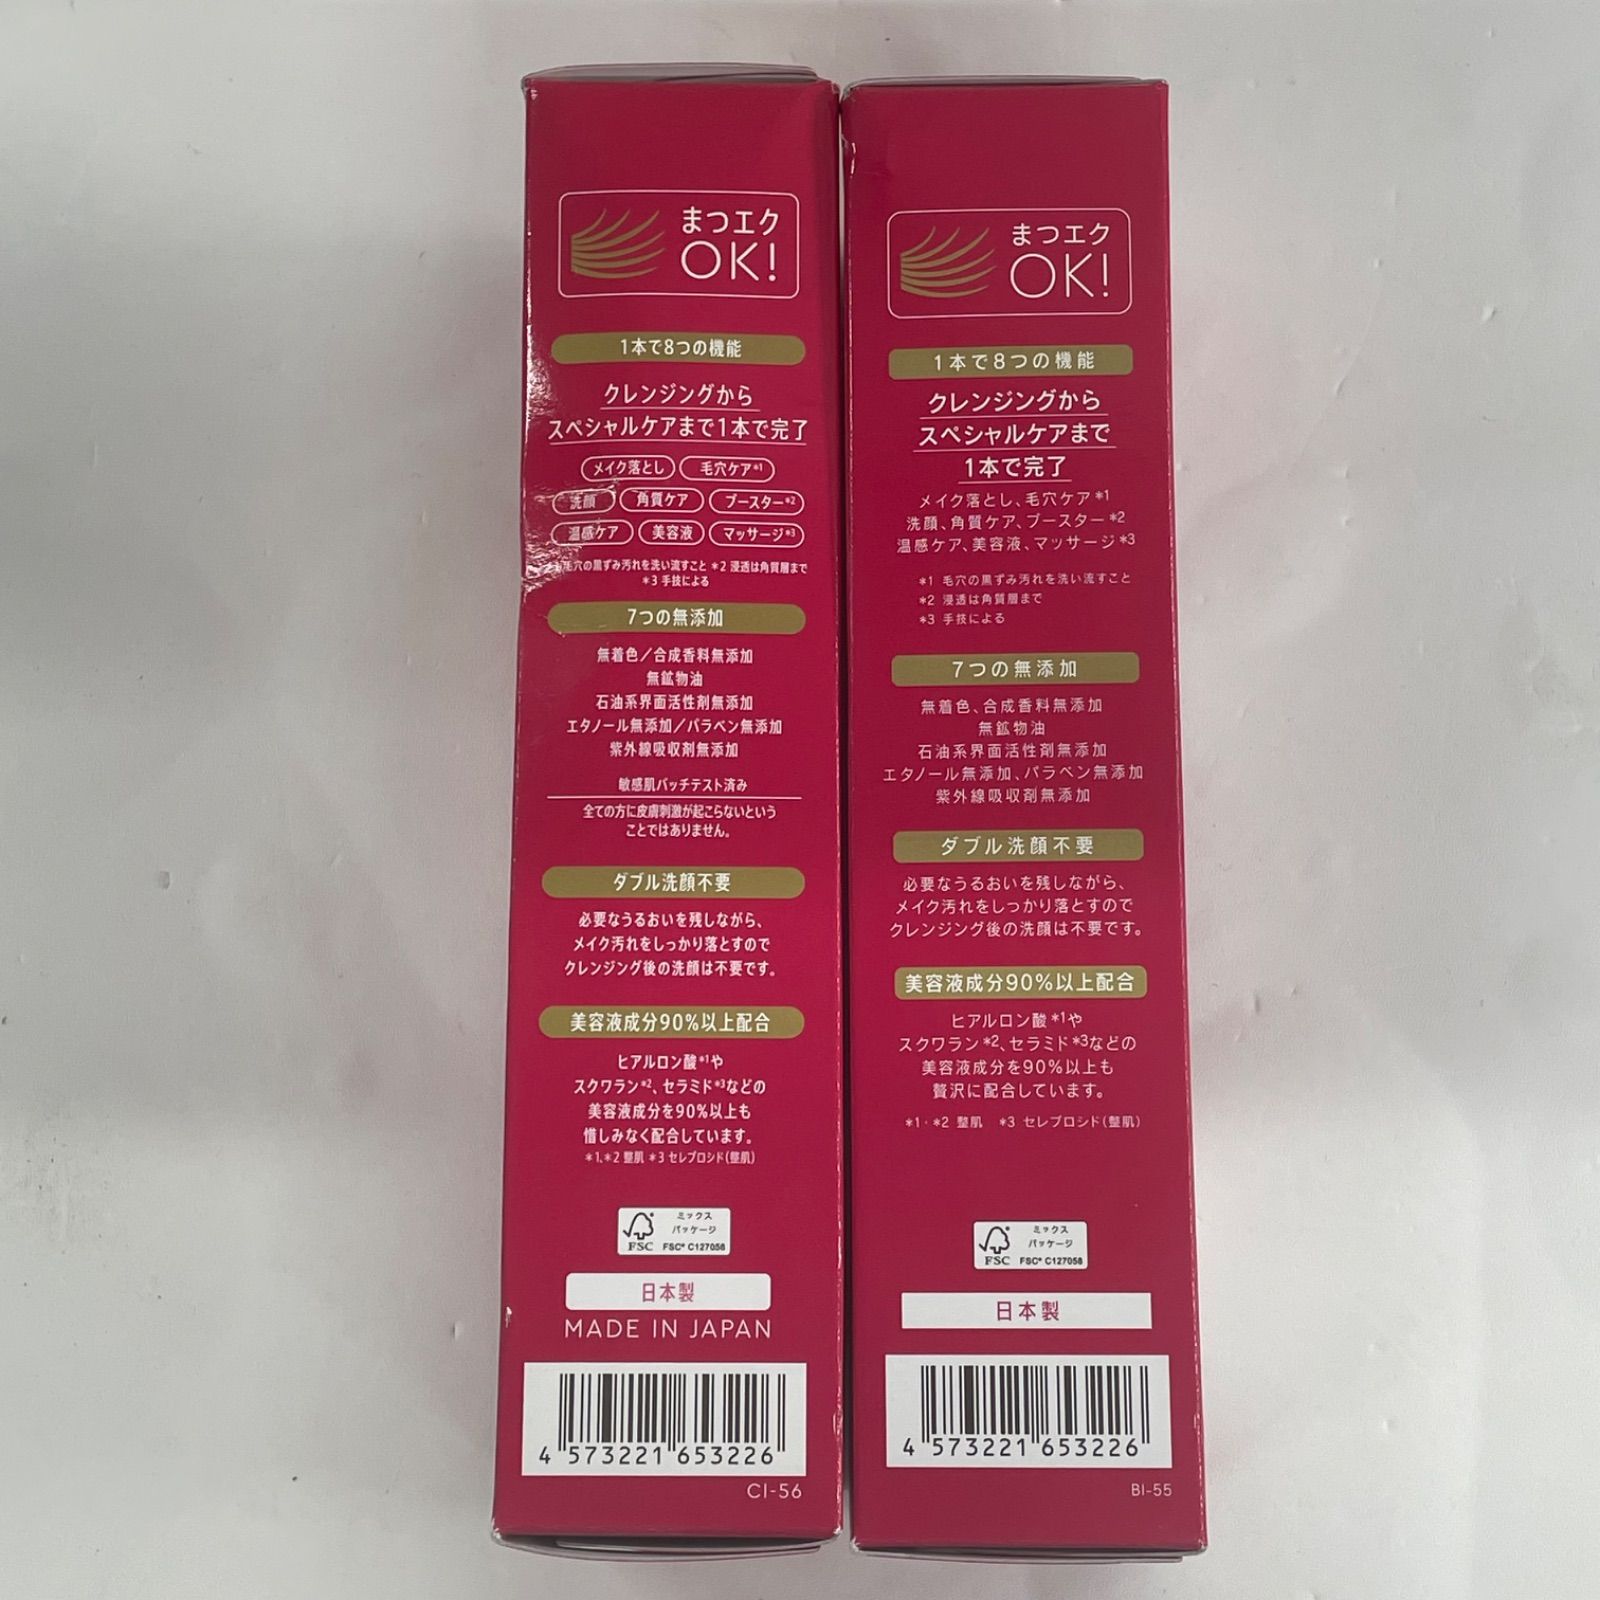 まつエク
OK!
1本で8つの機能
クレンジングから
スペシャルケアまで1本で完了
メイク落とし 毛穴ケア*1
洗顔 角質ケア ブースター*2
温感ケア 美容液 マッサージ*3
毛穴の黒ずみ汚れを洗い流すこと *2 浸透は角質層まで
*3 手技による
7つの無添加
無着色/合成香料無添加
無鉱物油
石油系界面活性剤無添加
エタノール無添加/パラベン無添加
紫外線吸収剤無添加
敏感肌パッチテスト済み
全ての方に皮膚刺激が起こらないという
ことではありません。
ダブル洗顔不要
必要なうるおいを残しながら、
メイク汚れをしっかり落とすので
クレンジング後の洗顔は不要です。
美容液成分90%以上配合
ヒアルロン酸*1や
スクワラン*2、セラミド*3などの
美容液成分を90%以上も
惜しみなく配合しています。
*1、*2 整肌 *3 セレブロシド(整肌)
ミックス
パッケージ
FSC FSC® C127058
日本製
MADE IN JAPAN
4 573221 653226
CI-56
まつエク
OK!
1本で8つの機能
クレンジングから
スペシャルケアまで
1本で完了
メイク落とし、毛穴ケア*1
洗顔、角質ケア、ブースター*2
温感ケア、美容液、マッサージ*3
*1 毛穴の黒ずみ汚れを洗い流すこと
*2 浸透は角質層まで
*3 手技による
7つの無添加
無着色、合成香料無添加
無鉱物油
石油系界面活性剤無添加
エタノール無添加、パラベン無添加
紫外線吸収剤無添加
ダブル洗顔不要
必要なうるおいを残しながら、
メイク汚れをしっかり落とすので
クレンジング後の洗顔は不要です。
美容液成分90%以上配合
ヒアルロン酸*1や
スクワラン*2、セラミド*3などの
美容液成分を90%以上も
贅沢に配合しています。
*1・*2 整肌 *3 セレブロシド(整肌)
ミックス
パッケージ
FSC FSC® C127058
日本製
4 573221 653226
BI-55